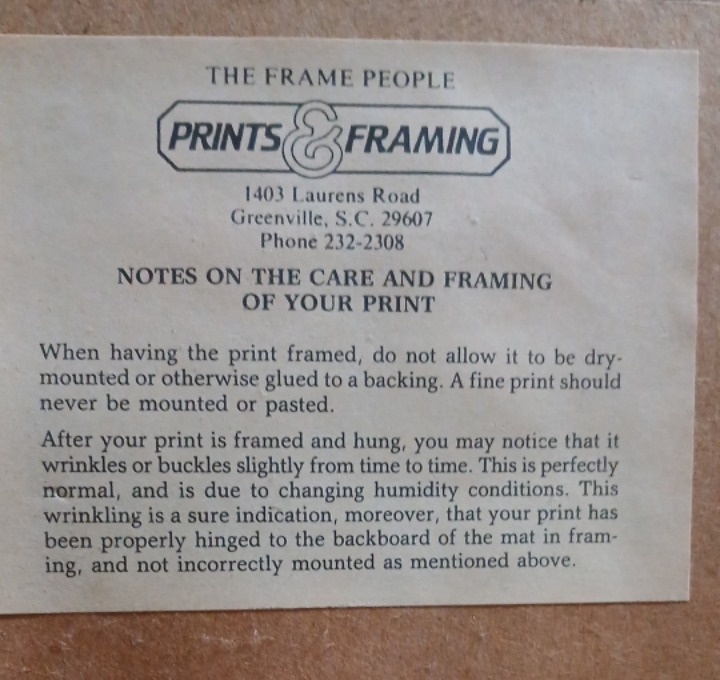 THE FRAME PEOPLE
PRINTS & FRAMING
1403 Laurens Road
Greenville, S.C. 29607
Phone 232-2308
NOTES ON THE CARE AND FRAMING
OF YOUR PRINT
When having the print framed, do not allow it to be dry-
mounted or otherwise glued to a backing. A fine print should
never be mounted or pasted.
After your print is framed and hung, you may notice that it
wrinkles or buckles slightly from time to time. This is perfectly
normal, and is due to changing humidity conditions. This
wrinkling is a sure indication, moreover, that your print has
been properly hinged to the backboard of the mat in fram-
ing, and not incorrectly mounted as mentioned above.